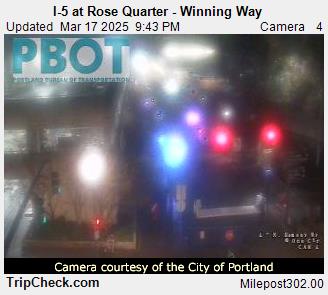 I-5 at Rose Quarter - Winning Way
Updated Mar 17 2025 9:43 PM Camera 4
PBOT
PORTLAND BUREAU OF TRANSPORTATION
Camera courtesy of the City of Portland
TripCheck.com Milepost302.00